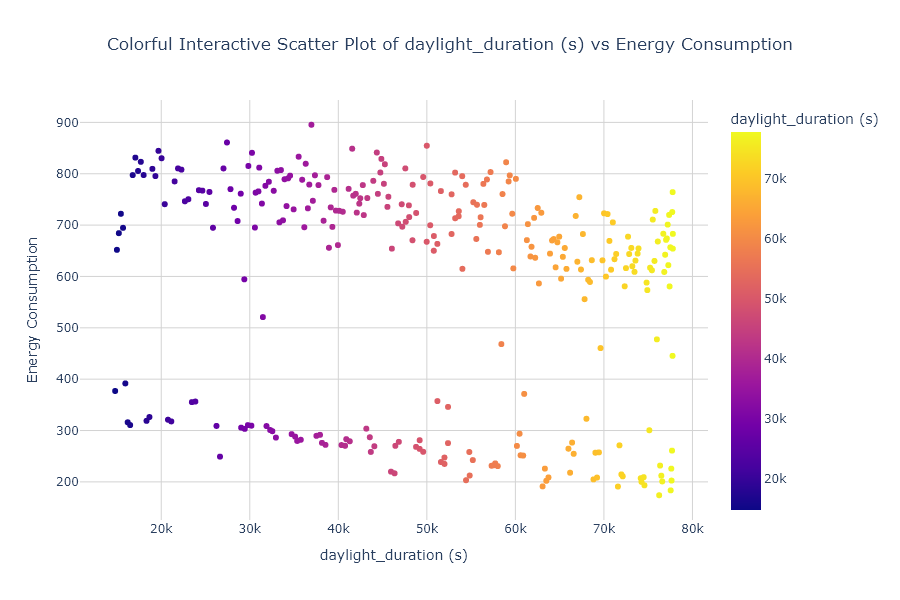 Colorful Interactive Scatter Plot of daylight_duration (s) vs Energy Consumption
daylight_duration (s)
900
800
700
600
500
400
300
200
Energy Consumption
70k
60k
50k
40k
30k
20k
20k
30k
40k
50k
60k
70k
80k
daylight_duration (s)